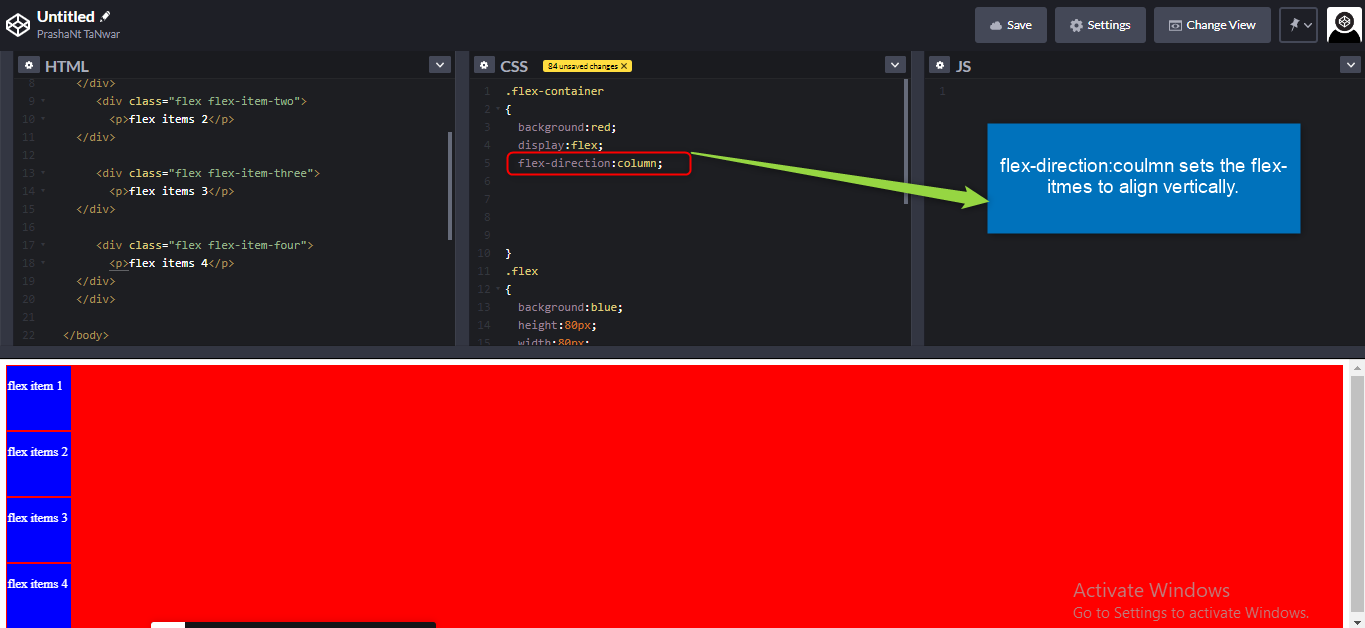 Untitled
PrashaNt TaNwar
Save
Settings
Change View
HTML
8 </div>
9 <div class="flex flex-item-two">
10 <p>flex items 2</p>
11 </div>
12
13 <div class="flex flex-item-three">
14 <p>flex items 3</p>
15 </div>
16
17 <div class="flex flex-item-four">
18 <p>flex items 4</p>
19 </div>
20 </div>
21
22 </body>
CSS
84 unsaved changes X
1 .flex-container
2 {
3 background:red;
4 display:flex;
5 flex-direction:column;
6
7
8
9
10 }
11 .flex
12 {
13 background:blue;
14 height:80px;
15 width:80px;
JS
1
flex-direction:coulmn sets the flex-
itmes to align vertically.
flex item 1
flex items 2
flex items 3
flex items 4
Activate Windows
Go to Settings to activate Windows.